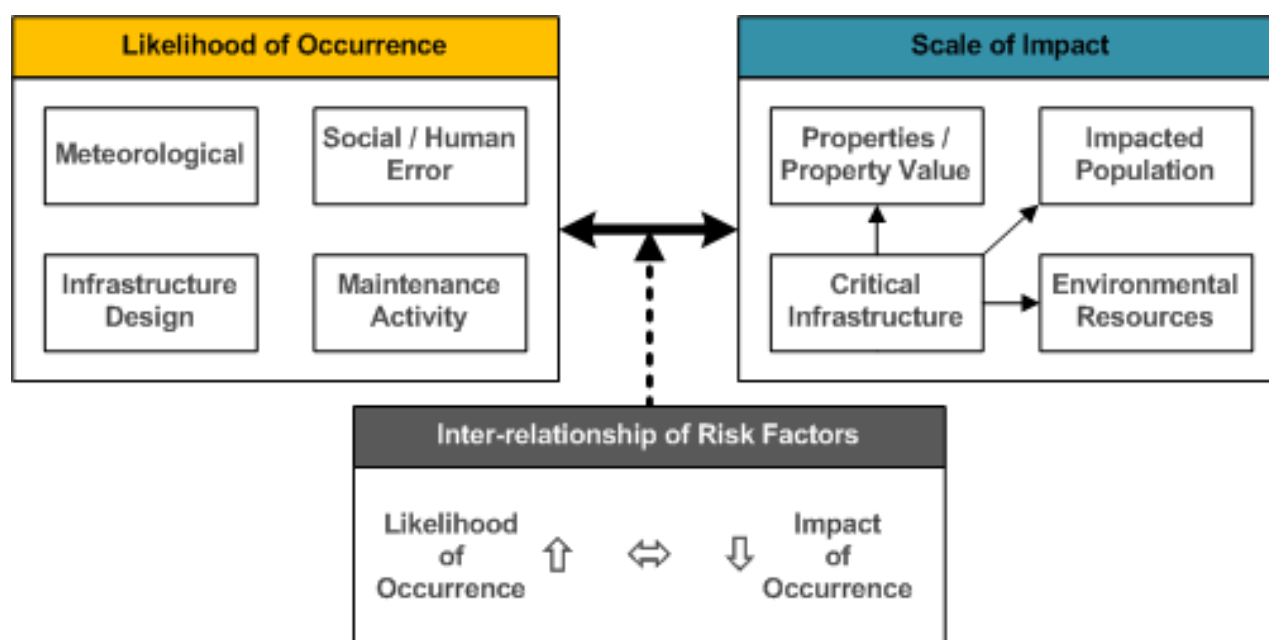 Likelihood of Occurrence
Meteorological
Social / Human
Error
Infrastructure
Design
Maintenance
Activity
Scale of Impact
Properties /
Property Value
Impacted
Population
Critical
Infrastructure
Environmental
Resources
Inter-relationship of Risk Factors
Likelihood
of
Occurrence
Impact
of
Occurrence